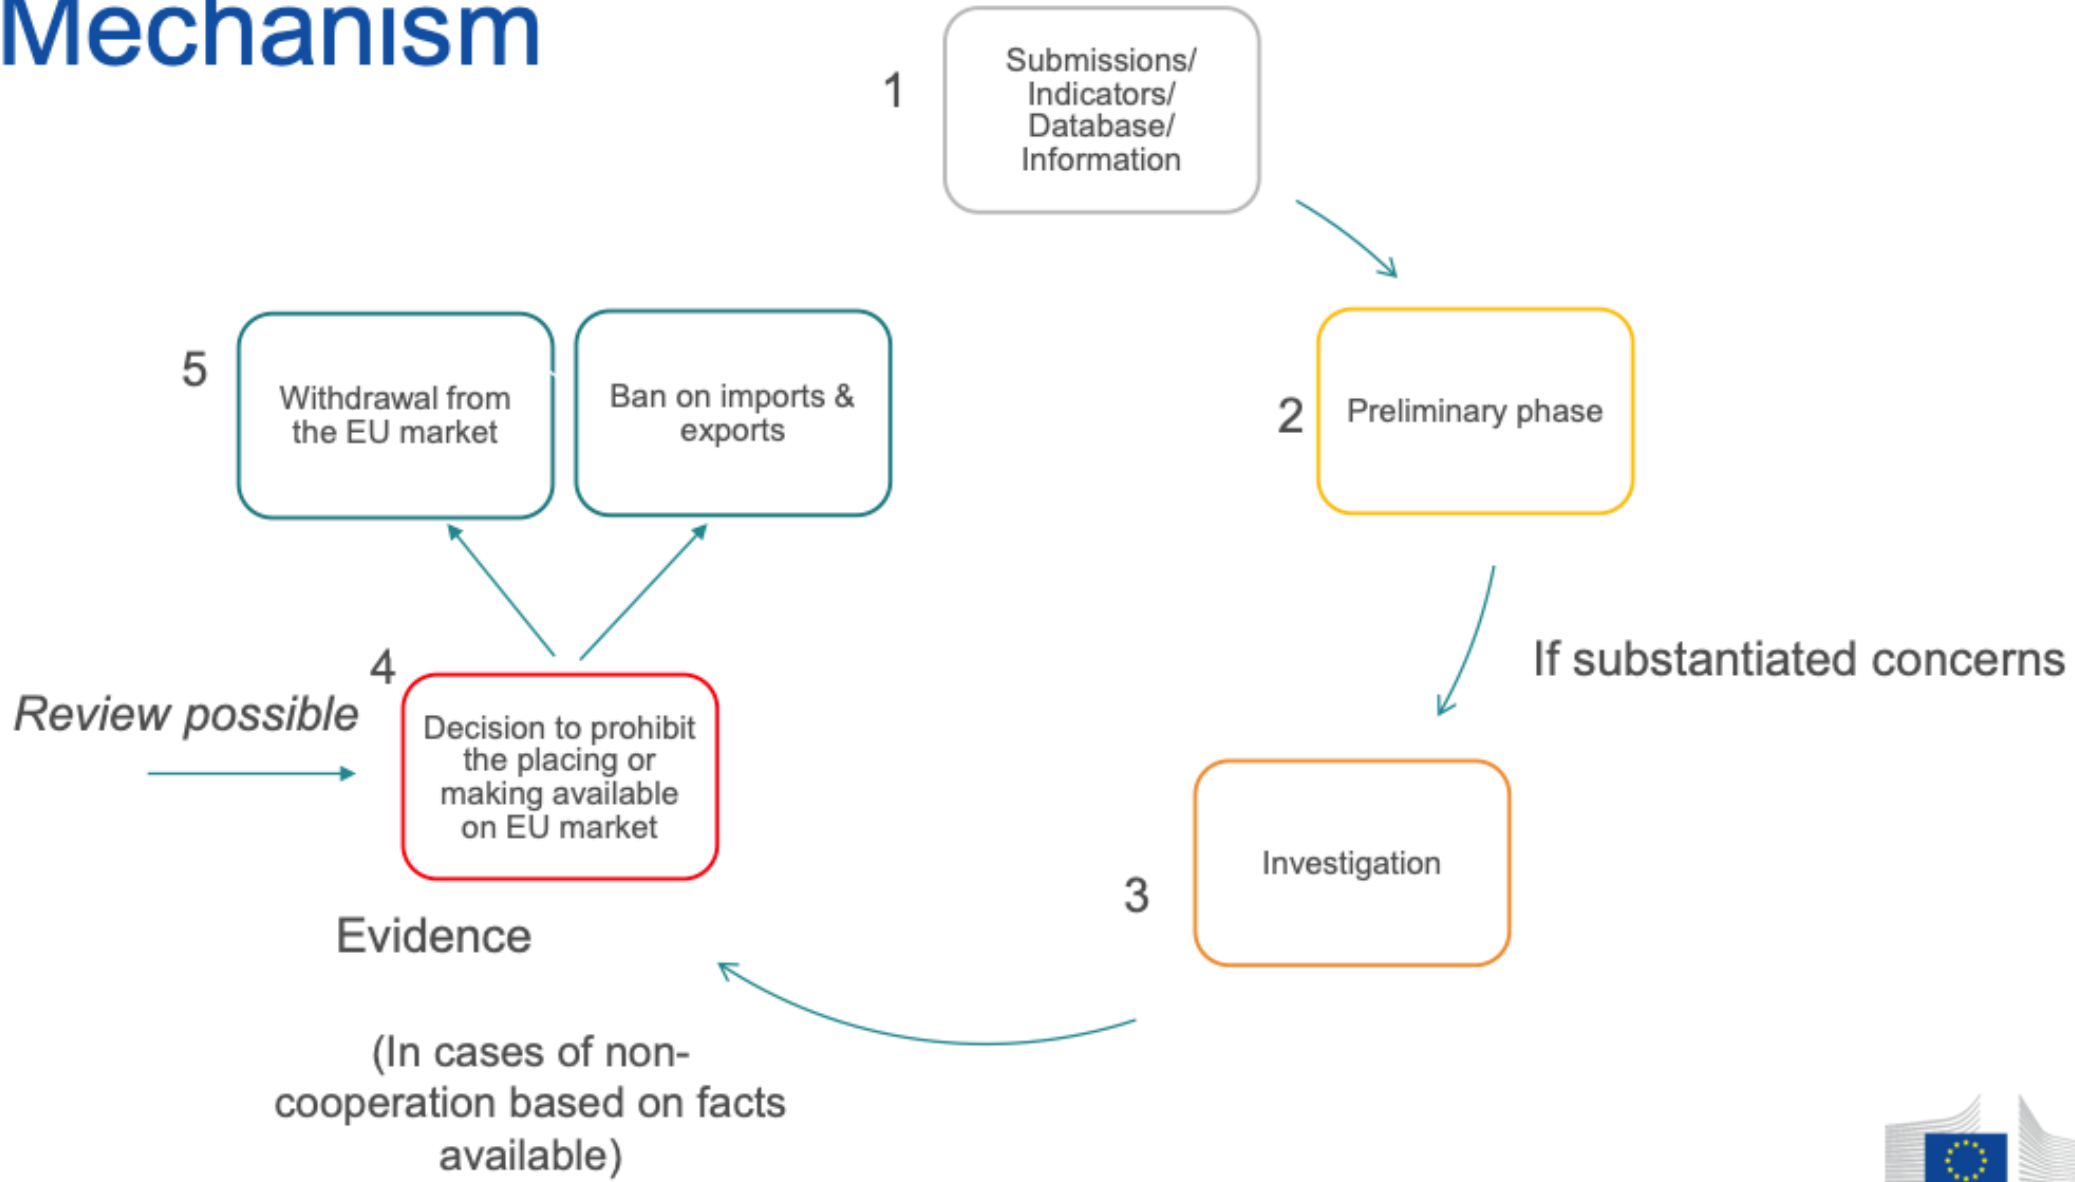 Mechanism
1
Submissions/
Indicators/
Database/
Information
2
Preliminary phase
If substantiated concerns
3
Investigation
4
Decision to prohibit
the placing or
making available
on EU market
Review possible
Evidence
(In cases of non-
cooperation based on facts
available)
5
Withdrawal from
the EU market
Ban on imports &
exports